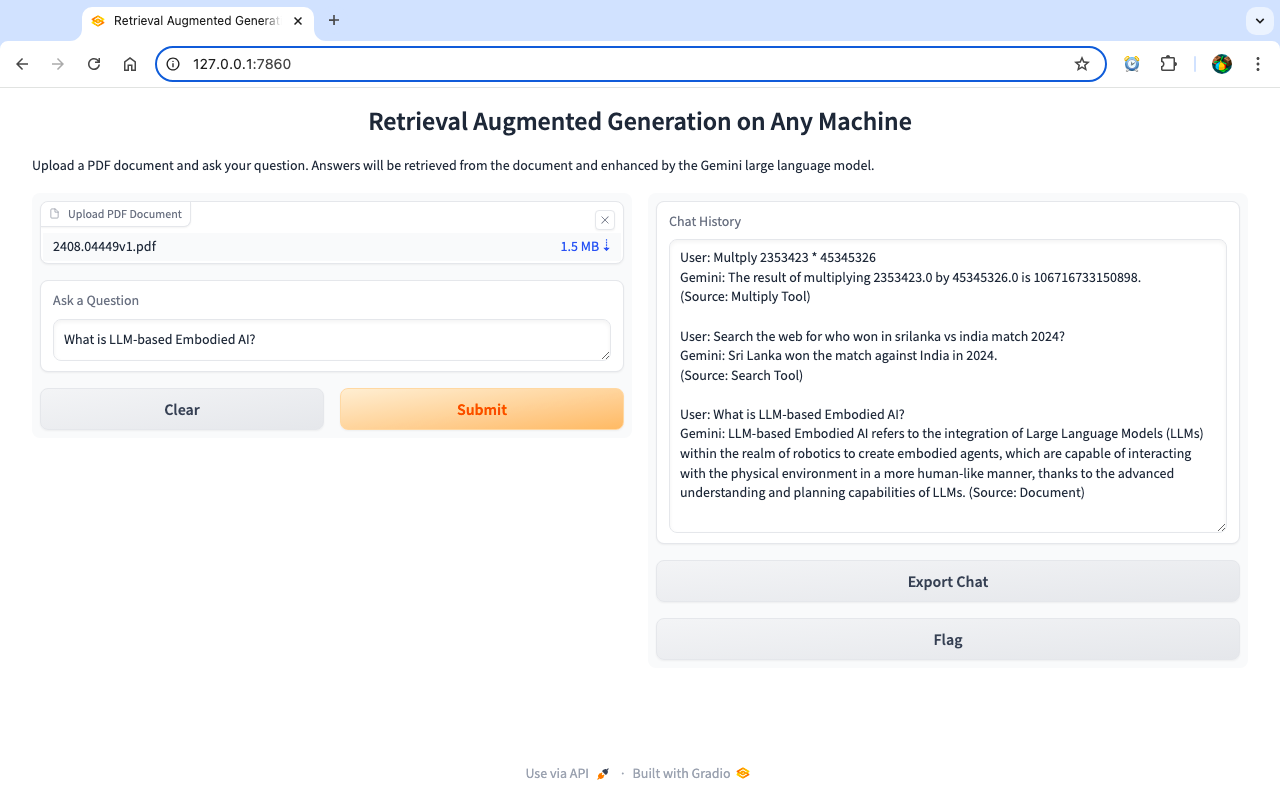 Retrieval Augmented Generat
127.0.0.1:7860
Retrieval Augmented Generation on Any Machine
Upload a PDF document and ask your question. Answers will be retrieved from the document and enhanced by the Gemini large language model.
Upload PDF Document
2408.04449v1.pdf
1.5 MB ⇣
Ask a Question
What is LLM-based Embodied AI?
Clear
Submit
Chat History
User: Multply 2353423 * 45345326
Gemini: The result of multiplying 2353423.0 by 45345326.0 is 106716733150898.
(Source: Multiply Tool)
User: Search the web for who won in srilanka vs india match 2024?
Gemini: Sri Lanka won the match against India in 2024.
(Source: Search Tool)
User: What is LLM-based Embodied AI?
Gemini: LLM-based Embodied AI refers to the integration of Large Language Models (LLMs)
within the realm of robotics to create embodied agents, which are capable of interacting
with the physical environment in a more human-like manner, thanks to the advanced
understanding and planning capabilities of LLMs. (Source: Document)
Export Chat
Flag
Use via API · Built with Gradio